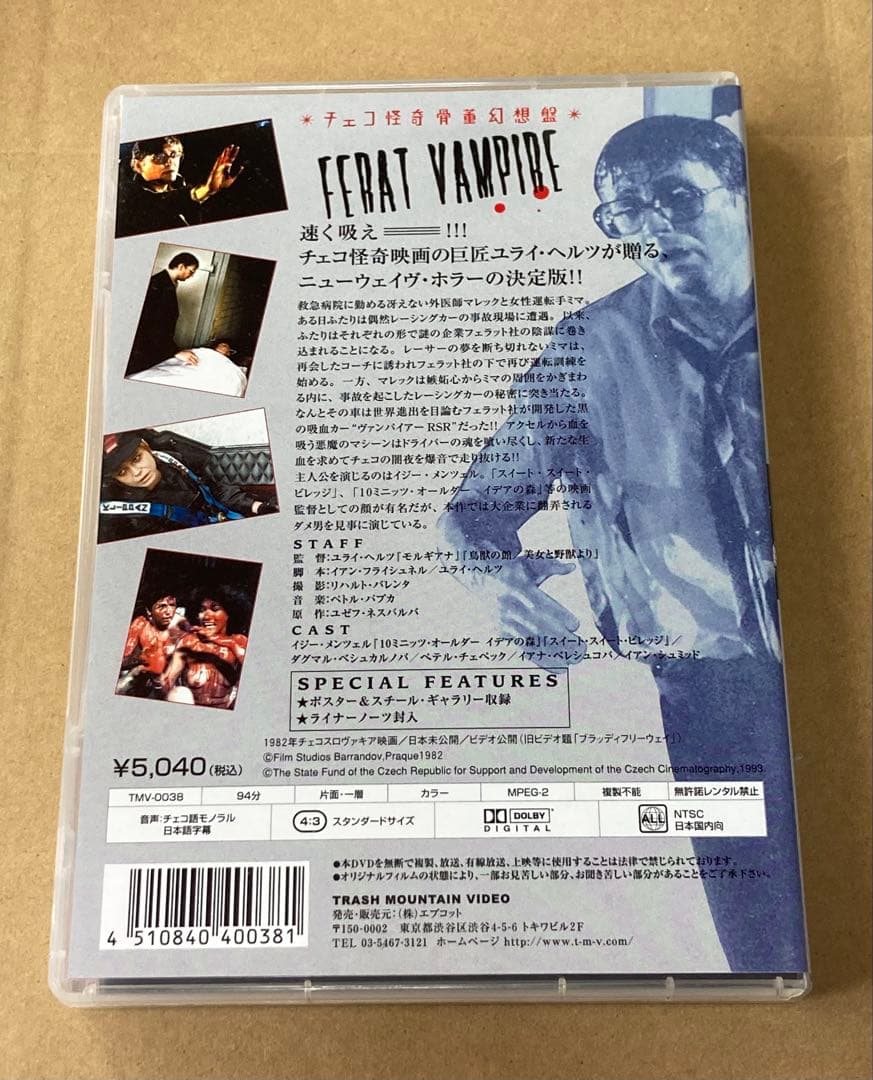 ＊チェコ怪奇骨董幻想盤＊
FERAT VAMPIRE
速く吸え═══!!!
チェコ怪奇映画の巨匠ユライ・ヘルツが贈る、
ニューウェイヴ・ホラーの決定版!!
救急病院に勤める冴えない外医師マレックと女性運転手ミマ。
ある日ふたりは偶然レーシングカーの事故現場に遭遇。以来、
ふたりはそれぞれの形で謎の企業フェラット社の陰謀に巻き
込まれることになる。レーサーの夢を断ち切れないミマは、
再会したコーチに誘われフェラット社の下で再び運転訓練を
始める。一方、マレックは嫉妬心からミマの周囲をかぎまわ
る内に、事故を起こしたレーシングカーの秘密に突き当たる。
なんとその車は世界進出を目論むフェラット社が開発した黒
の吸血カー“ヴァンパイアーRSR”だった!! アクセルから血を
吸う悪魔のマシーンはドライバーの魂を喰い尽くし、新たな生
血を求めてチェコの闇夜を爆音で走り抜ける!!
主人公を演じるのはイジー・メンツェル。「スイート・スイート・
ビレッジ」、「10ミニッツ・オールダー イデアの森」等の映画
監督としての顔が有名だが、本作では大企業に翻弄される
ダメ男を見事に演じている。
STAFF
監 督:ユライ・ヘルツ「モルギアナ」「鳥獣の館／美女と野獣より」
脚 本:イアン・フライシュネル／ユライ・ヘルツ
撮 影:リハルト・バレンタ
音 楽:ペトル・パプカ
原 作:ユゼフ・ネスバルバ
CAST
イジー・メンツェル「10ミニッツ・オールダー イデアの森」「スイート・スイート・ビレッジ」／
ダグマル・ベシュカルノバ／ペテル・チェペック／イアナ・ベレシュコバ／イアン・シュミッド
SPECIAL FEATURES
★ポスター＆スチール・ギャラリー収録
★ライナーノーツ封入
1982年チェコスロヴァキア映画／日本未公開／ビデオ公開（旧ビデオ題「ブラッディフリーウェイ」）
©Film Studios Barrandov,Praque1982
¥5,040(税込)
©The State Fund of the Czech Republic for Support and Development of the Czech Cinematography,1993.
TMV-0038 94分 片面・一層 カラー MPEG-2 複製不能 無許諾レンタル禁止
音声:チェコ語モノラル
日本語字幕
4:3 スタンダードサイズ
DOLBY
DIGITAL
ALL
NTSC
日本国内向
●本DVDを無断で複製、放送、有線放送、上映等に使用することは法律で禁じられております。
●オリジナルフィルムの状態により、一部お見苦しい部分、お聞き苦しい部分があることをご了承下さい。
TRASH MOUNTAIN VIDEO
発売・販売元:(株)エプコット
〒150-0002 東京都渋谷区渋谷4-5-6 トキワビル2F
TEL 03-5467-3121 ホームページ http://www.t-m-v.com/
4 510840 400381